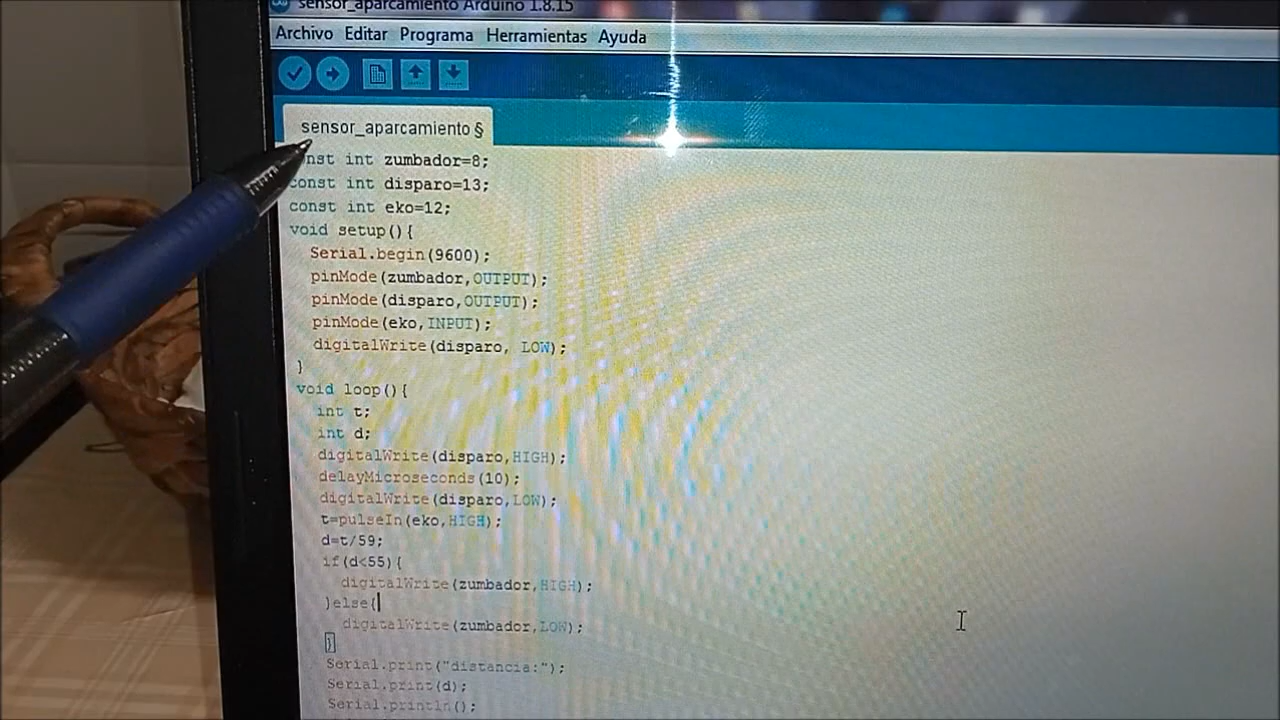 sensor_aparcamiento Arduino 1.8.15
Archivo Editar Programa Herramientas Ayuda
sensor_aparcamiento §
nst int zumbador=8;
const int disparo=13;
const int eko=12;
void setup(){
Serial.begin(9600);
pinMode(zumbador,OUTPUT);
pinMode(disparo,OUTPUT);
pinMode(eko,INPUT);
digitalWrite(disparo, LOW);
}
void loop(){
int t;
int d;
digitalWrite(disparo,HIGH);
delayMicroseconds(10);
digitalWrite(disparo,LOW);
t=pulseIn(eko,HIGH);
d=t/59;
if(d<55){
digitalWrite(zumbador,HIGH);
}else{
digitalWrite(zumbador,LOW);
}
Serial.print("distancia:");
Serial.print(d);
Serial.println();